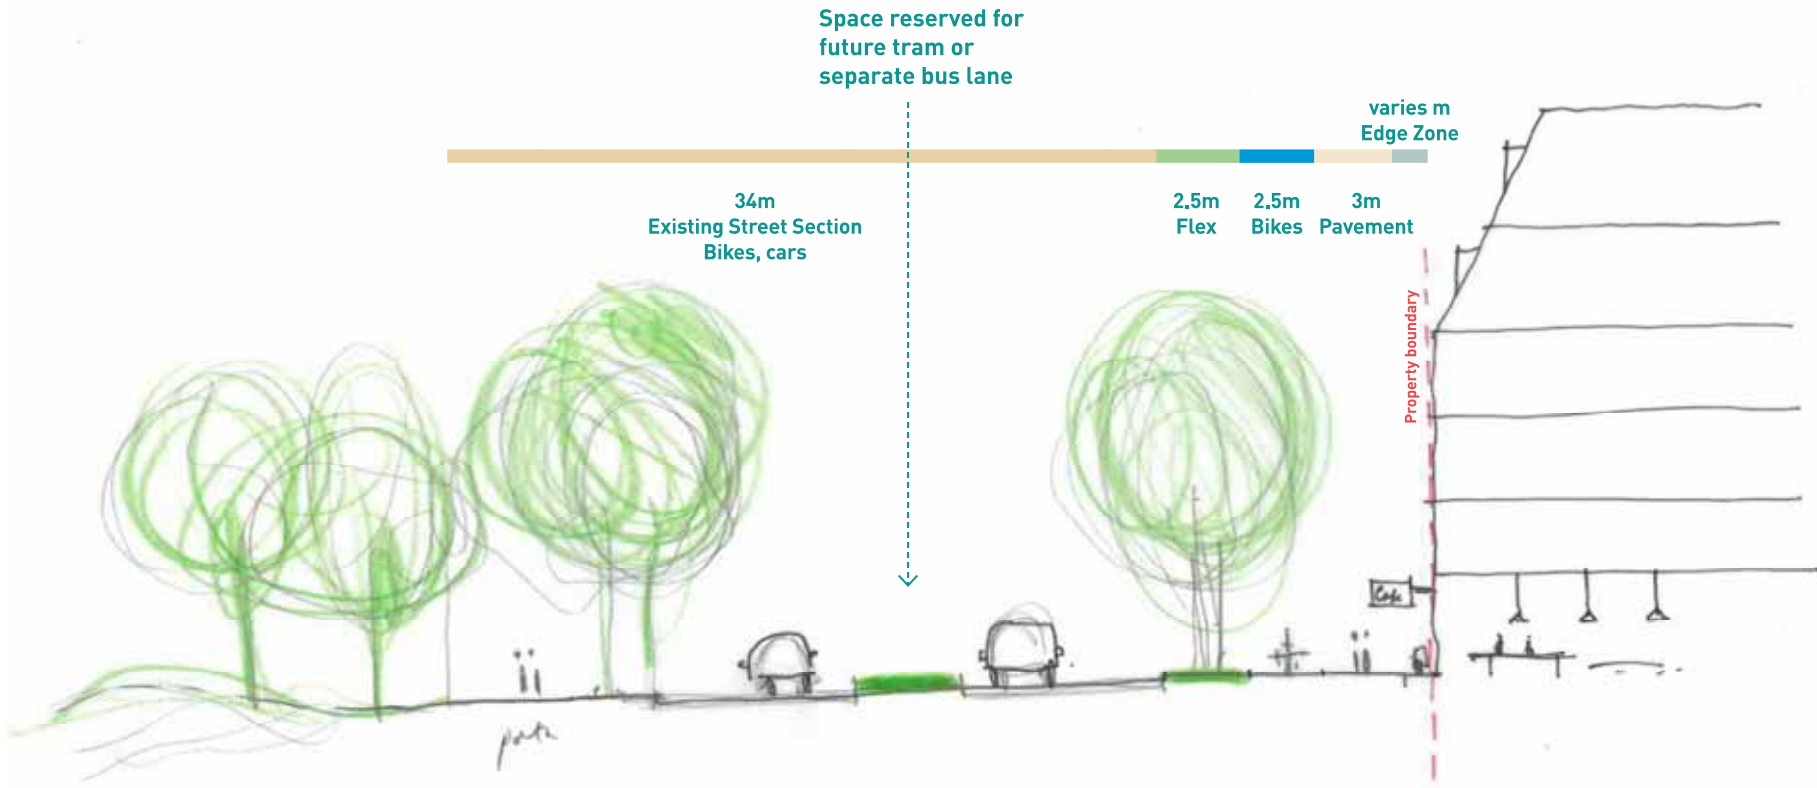 Space reserved for
future tram or
separate bus lane
varies m
Edge Zone
34m
Existing Street Section
Bikes, cars
2.5m
Flex
2.5m
Bikes
3m
Pavement
Property boundary
Cafe